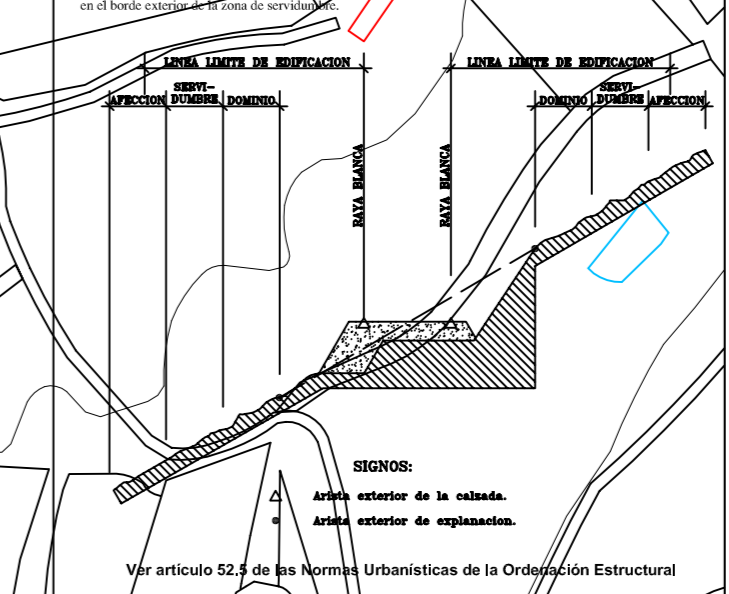 en el borde exterior de la zona de servidumbre.
LINEA LIMITE DE EDIFICACION LINEA LIMITE DE EDIFICACION
AFECCION SERVI-DUMBRE DOMINIO DOMINIO SERVI-DUMBRE AFECCION
RAYA BLANCA
RAYA BLANCA
SIGNOS:
Arista exterior de la calzada.
Arista exterior de explanacion.
Ver artículo 52.5 de las Normas Urbanísticas de la Ordenación Estructural